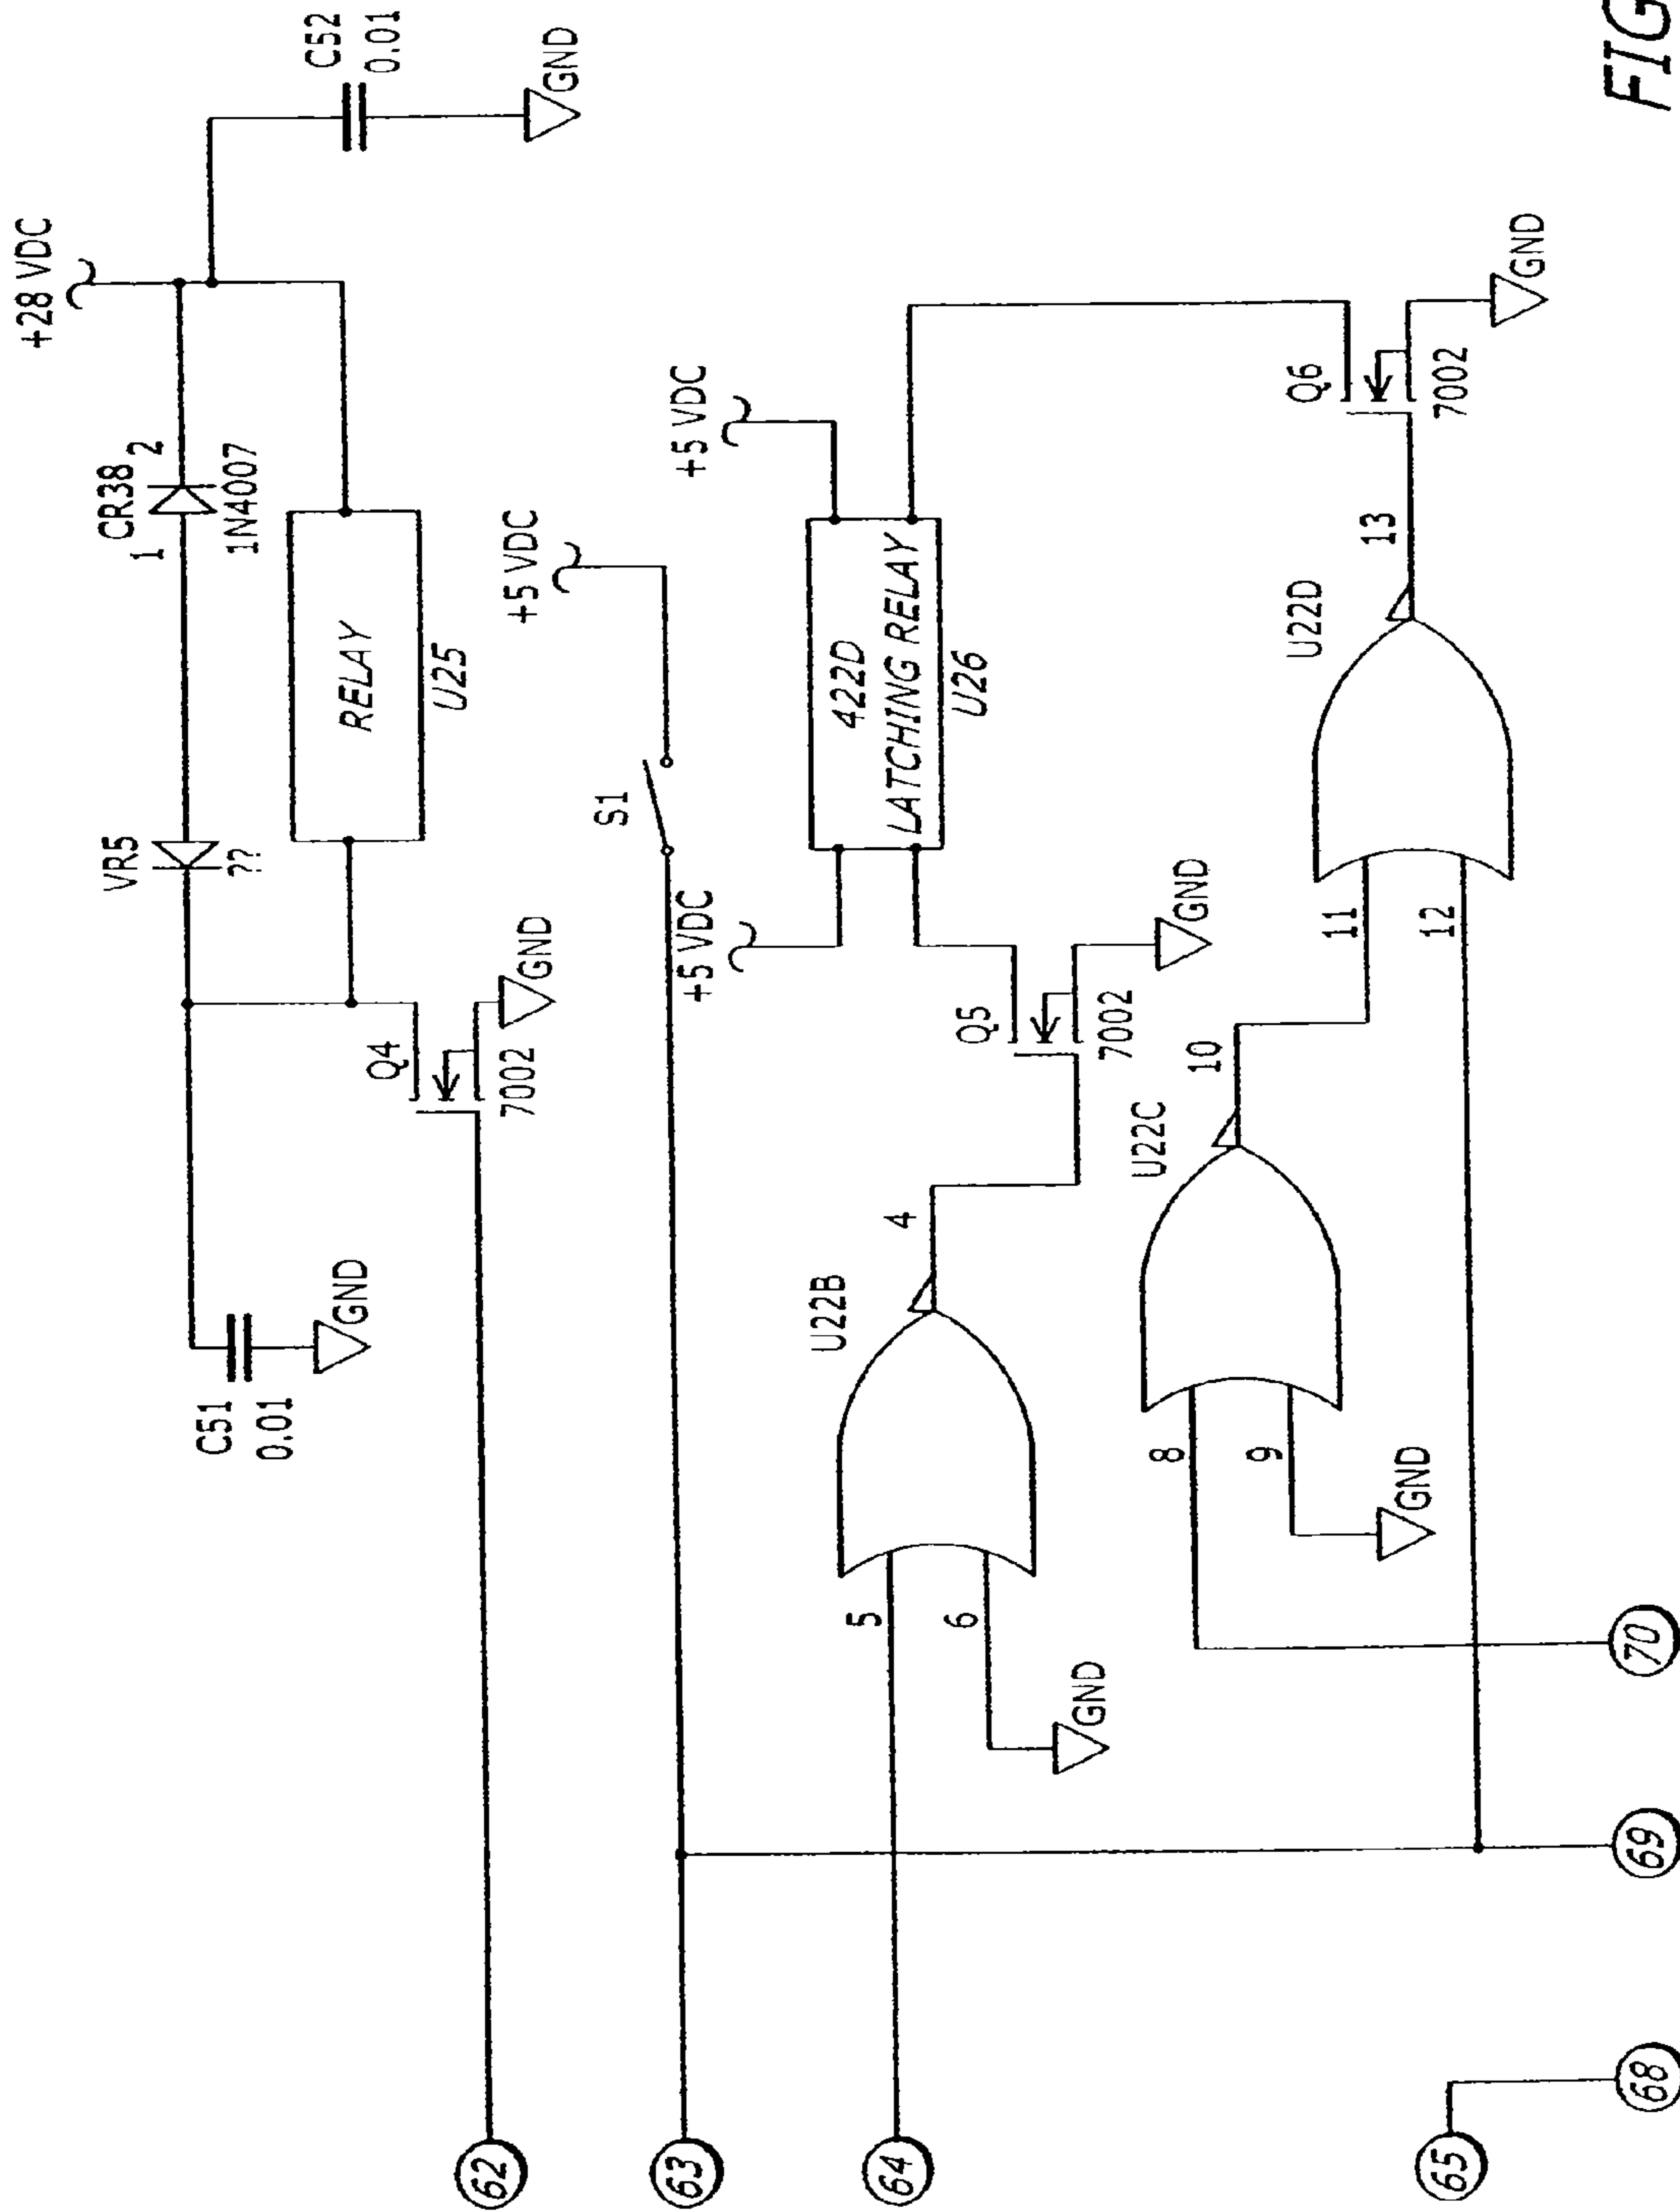 +28 VDC
C52
0.01
GND
CR38
1
2
1N4007
VR5
??
RELAY
U25
C51
0.01
GND
Q4
7002
GND
62
+5 VDC
S1
63
+5 VDC
+5 VDC
422D
LATCHING RELAY
U26
Q5
7002
GND
U22B
4
5
6
GND
64
Q6
7002
GND
U22D
13
11
12
U22C
10
8
9
GND
65
68
69
70
FIG